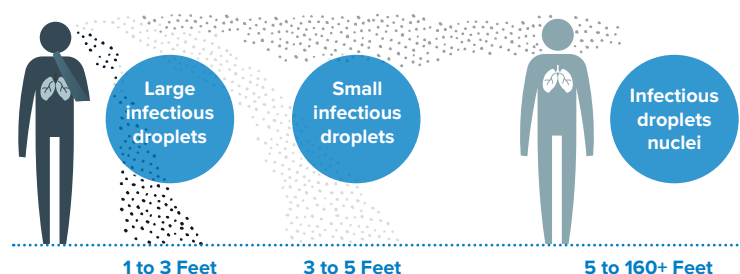 Large
infectious
droplets
Small
infectious
droplets
Infectious
droplets
nuclei
1 to 3 Feet
3 to 5 Feet
5 to 160+ Feet